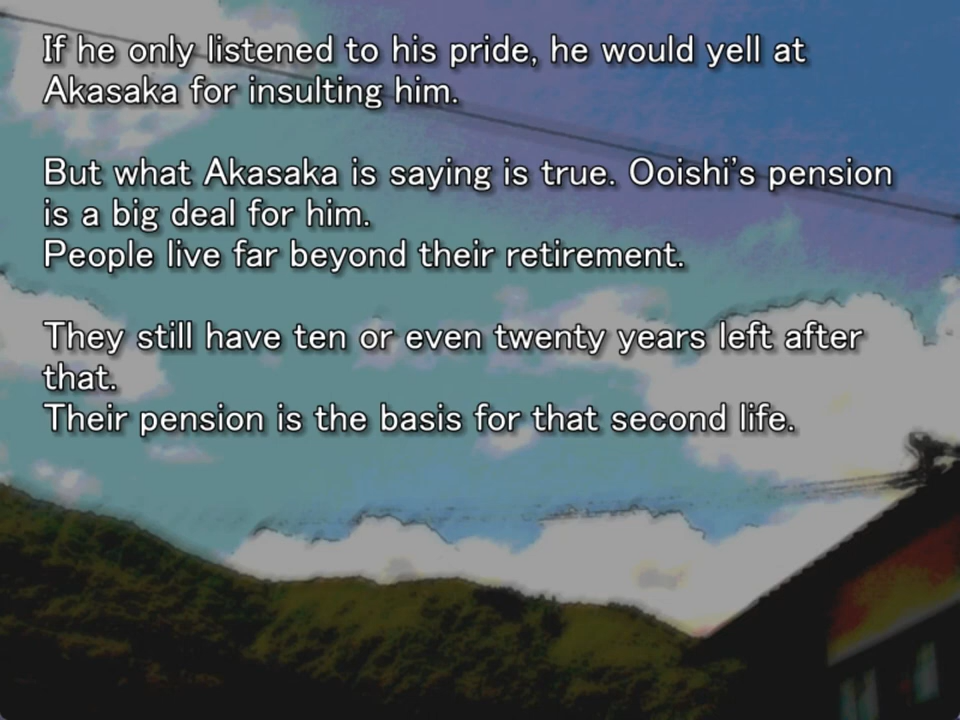 If he only listened to his pride, he would yell at
Akasaka for insulting him.
But what Akasaka is saying is true. Ooishi's pension
is a big deal for him.
People live far beyond their retirement.
They still have ten or even twenty years left after
that.
Their pension is the basis for that second life.